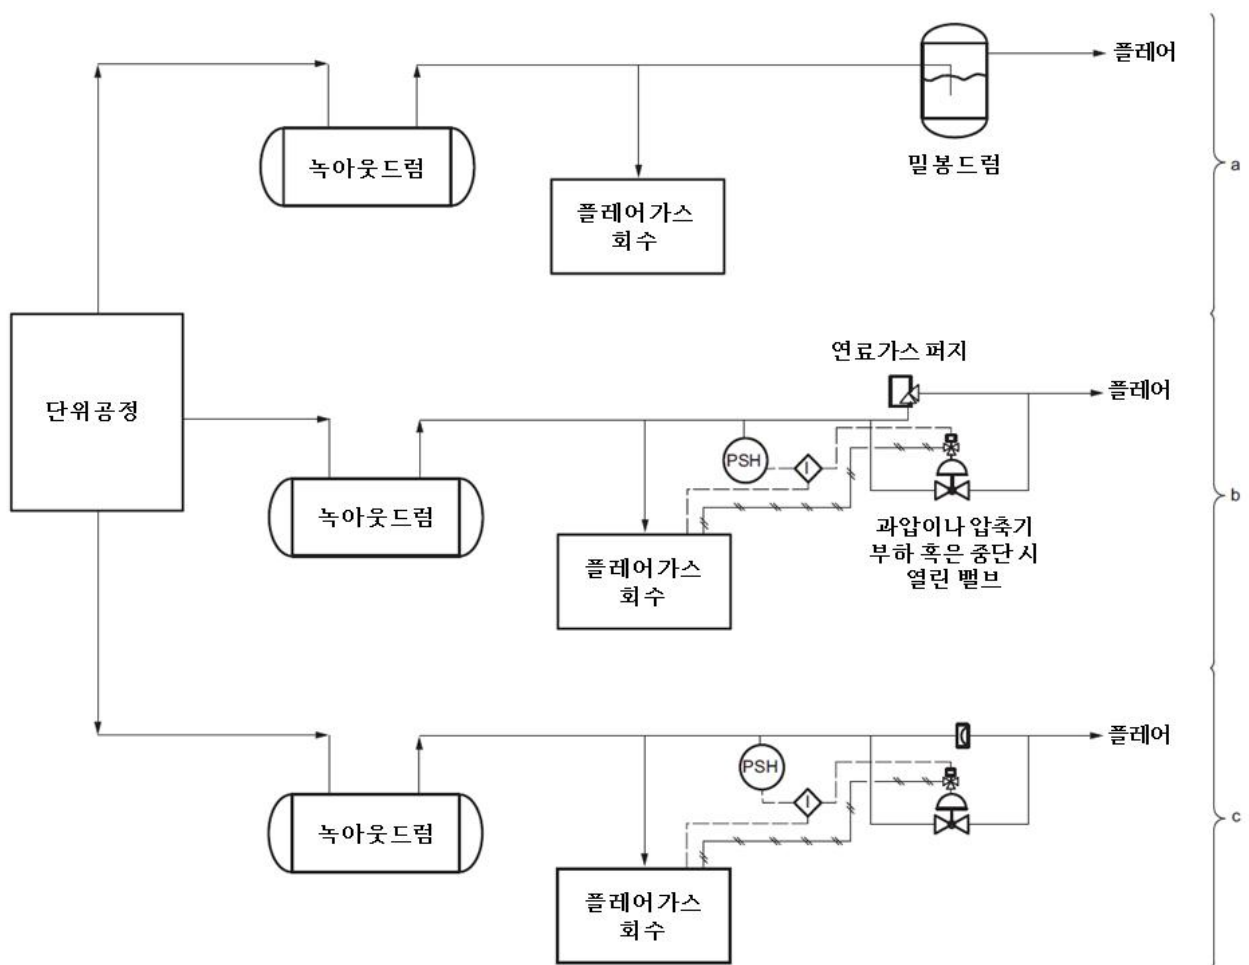 플레어
녹아웃드럼
밀봉드럼
a
플레어가스
회수
연료가스 퍼지
플레어
단위공정
PSH
I
녹아웃드럼
b
과압이나 압축기
부하 혹은 중단 시
열린 밸브
플레어가스
회수
플레어
PSH
I
녹아웃드럼
c
플레어가스
회수